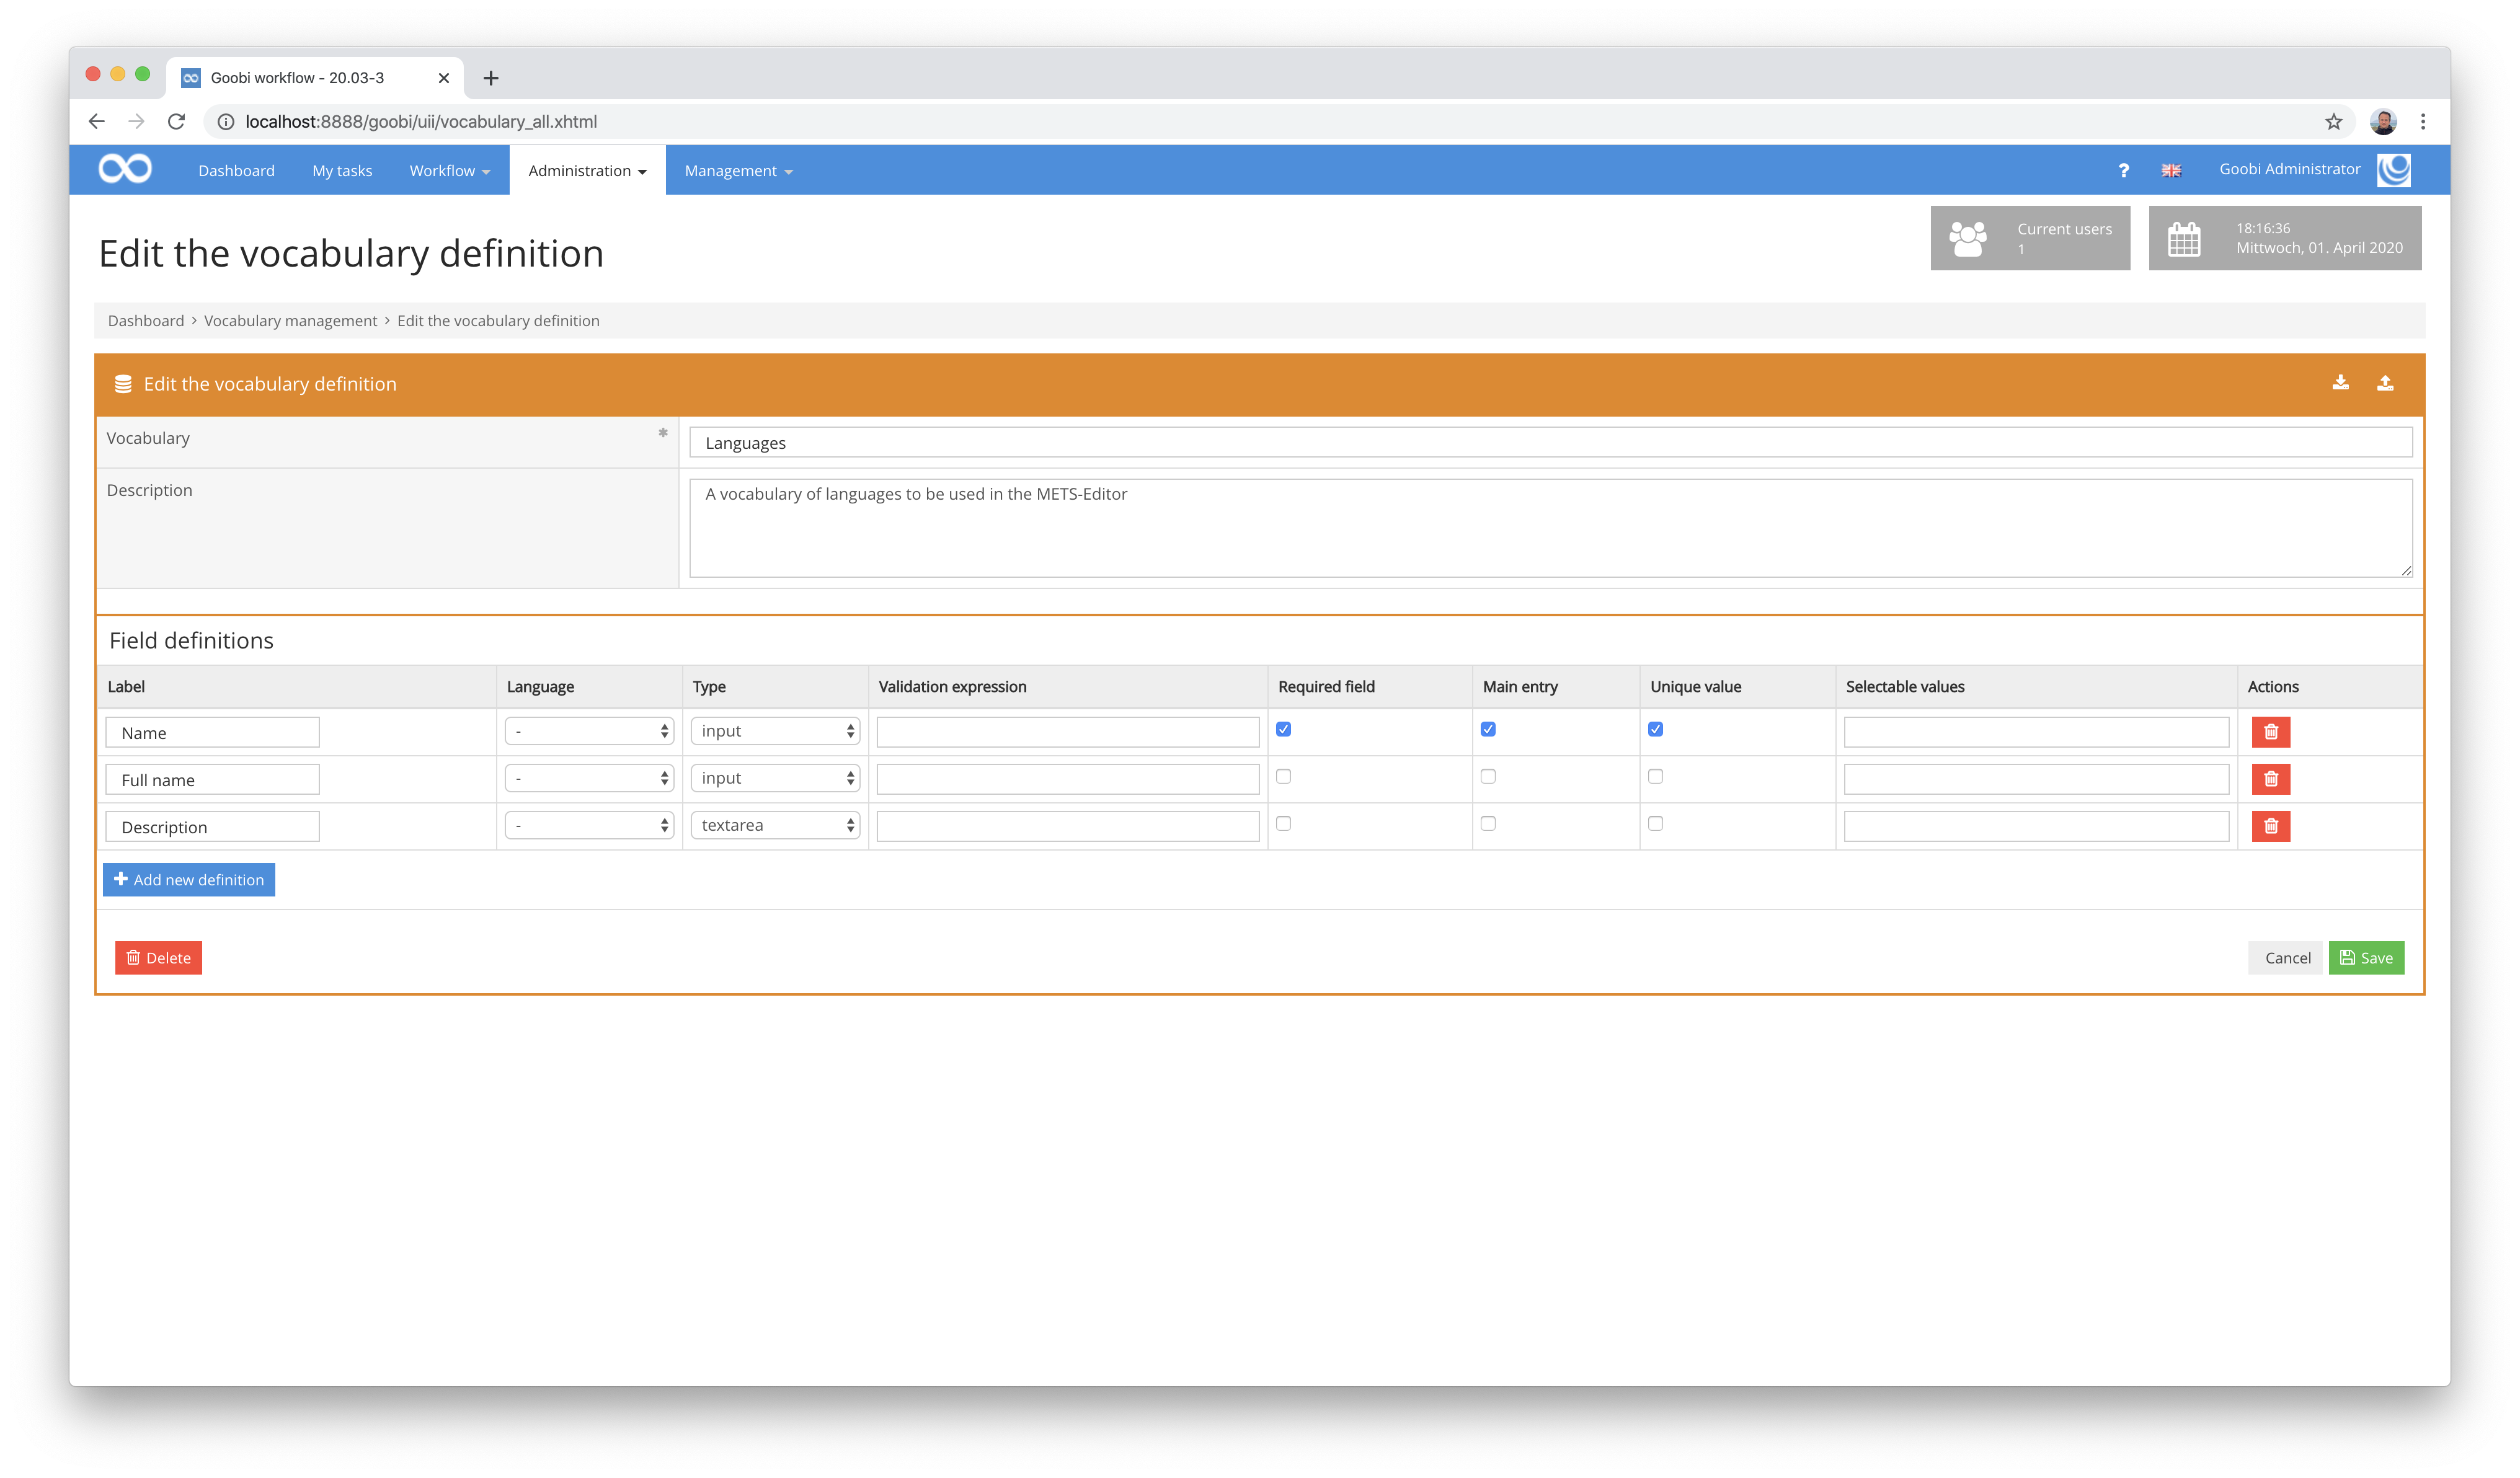 Goobi workflow - 20.03-3
localhost:8888/goobi/uii/vocabulary_all.xhtml
Dashboard My tasks Workflow Administration Management ? Goobi Administrator
Edit the vocabulary definition
Current users
1
18:16:36
Mittwoch, 01. April 2020
Dashboard > Vocabulary management > Edit the vocabulary definition
Edit the vocabulary definition
Vocabulary * Languages
Description A vocabulary of languages to be used in the METS-Editor
Field definitions
Label Language Type Validation expression Required field Main entry Unique value Selectable values Actions
Name - input
Full name - input
Description - textarea
Add new definition
Delete Cancel Save